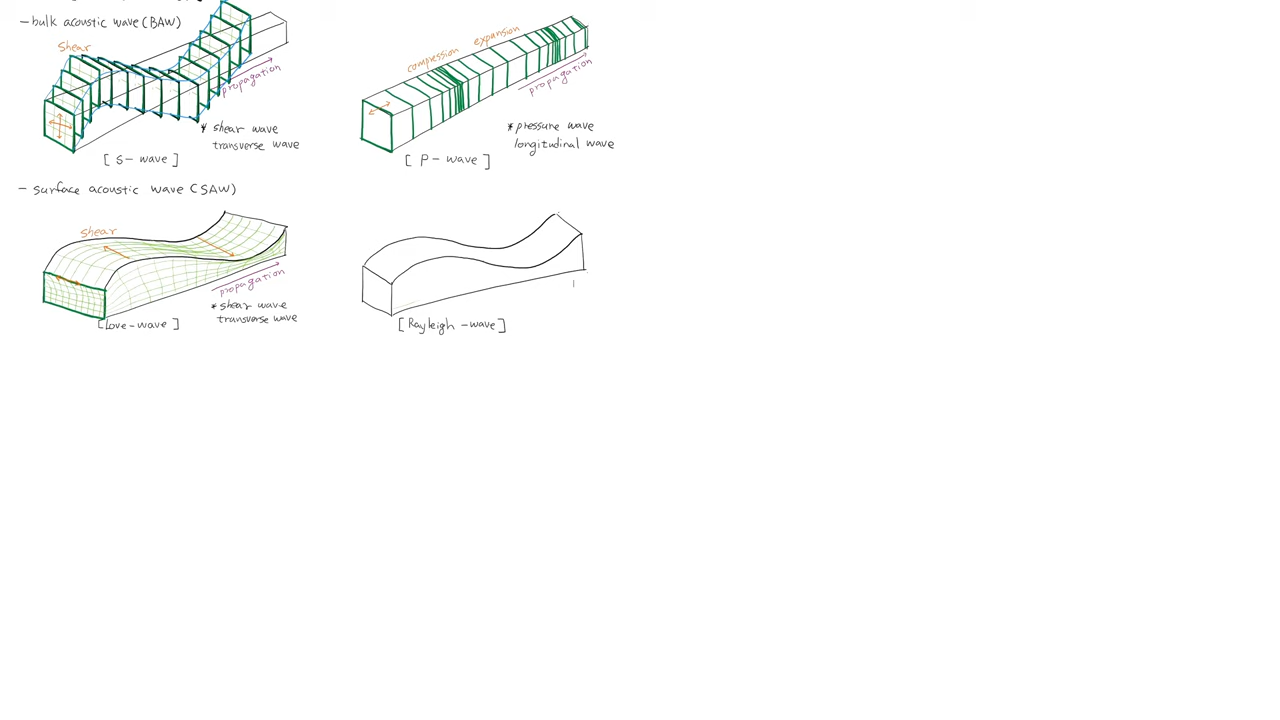 - bulk acoustic wave (BAW)
shear
propagation
* shear wave
transverse wave
[ S- wave ]
compression expansion
propagation
* pressure wave
longitudinal wave
[ P- wave ]
- surface acoustic wave (SAW)
shear
propagation
* shear wave
transverse wave
[Love-wave ]
[Rayleigh -wave]